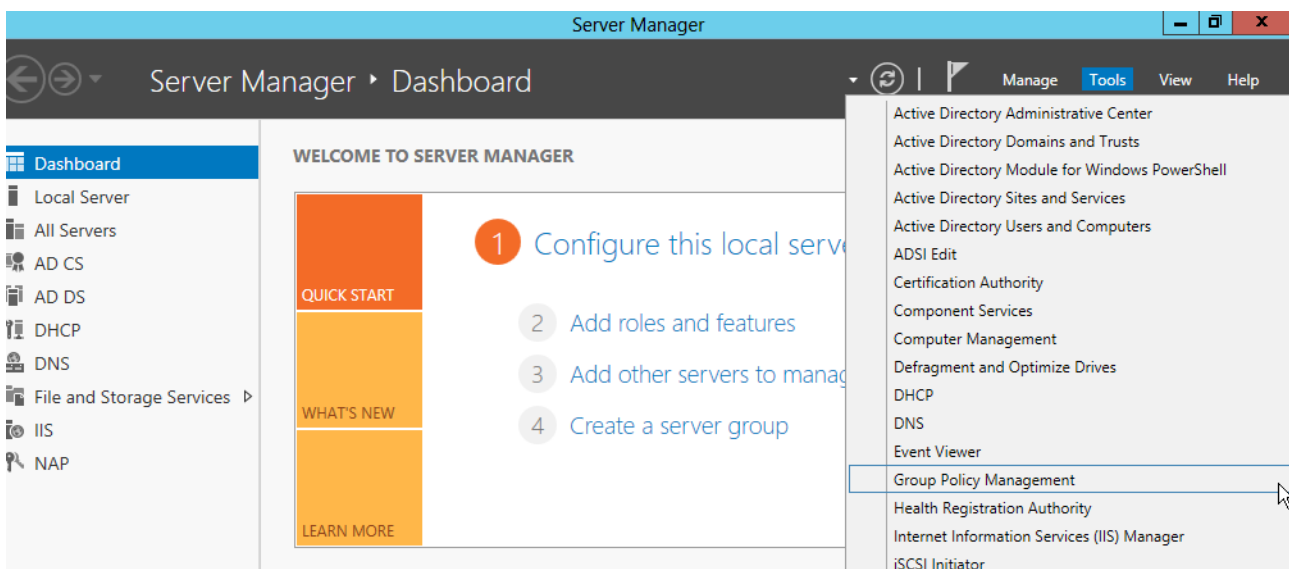 Server Manager
Server Manager ‣ Dashboard
Manage Tools View Help
Dashboard
Local Server
All Servers
AD CS
AD DS
DHCP
DNS
File and Storage Services
IIS
NAP
WELCOME TO SERVER MANAGER
QUICK START
WHAT'S NEW
LEARN MORE
1 Configure this local serve
2 Add roles and features
3 Add other servers to manag
4 Create a server group
Active Directory Administrative Center
Active Directory Domains and Trusts
Active Directory Module for Windows PowerShell
Active Directory Sites and Services
Active Directory Users and Computers
ADSI Edit
Certification Authority
Component Services
Computer Management
Defragment and Optimize Drives
DHCP
DNS
Event Viewer
Group Policy Management
Health Registration Authority
Internet Information Services (IIS) Manager
iSCSI Initiator